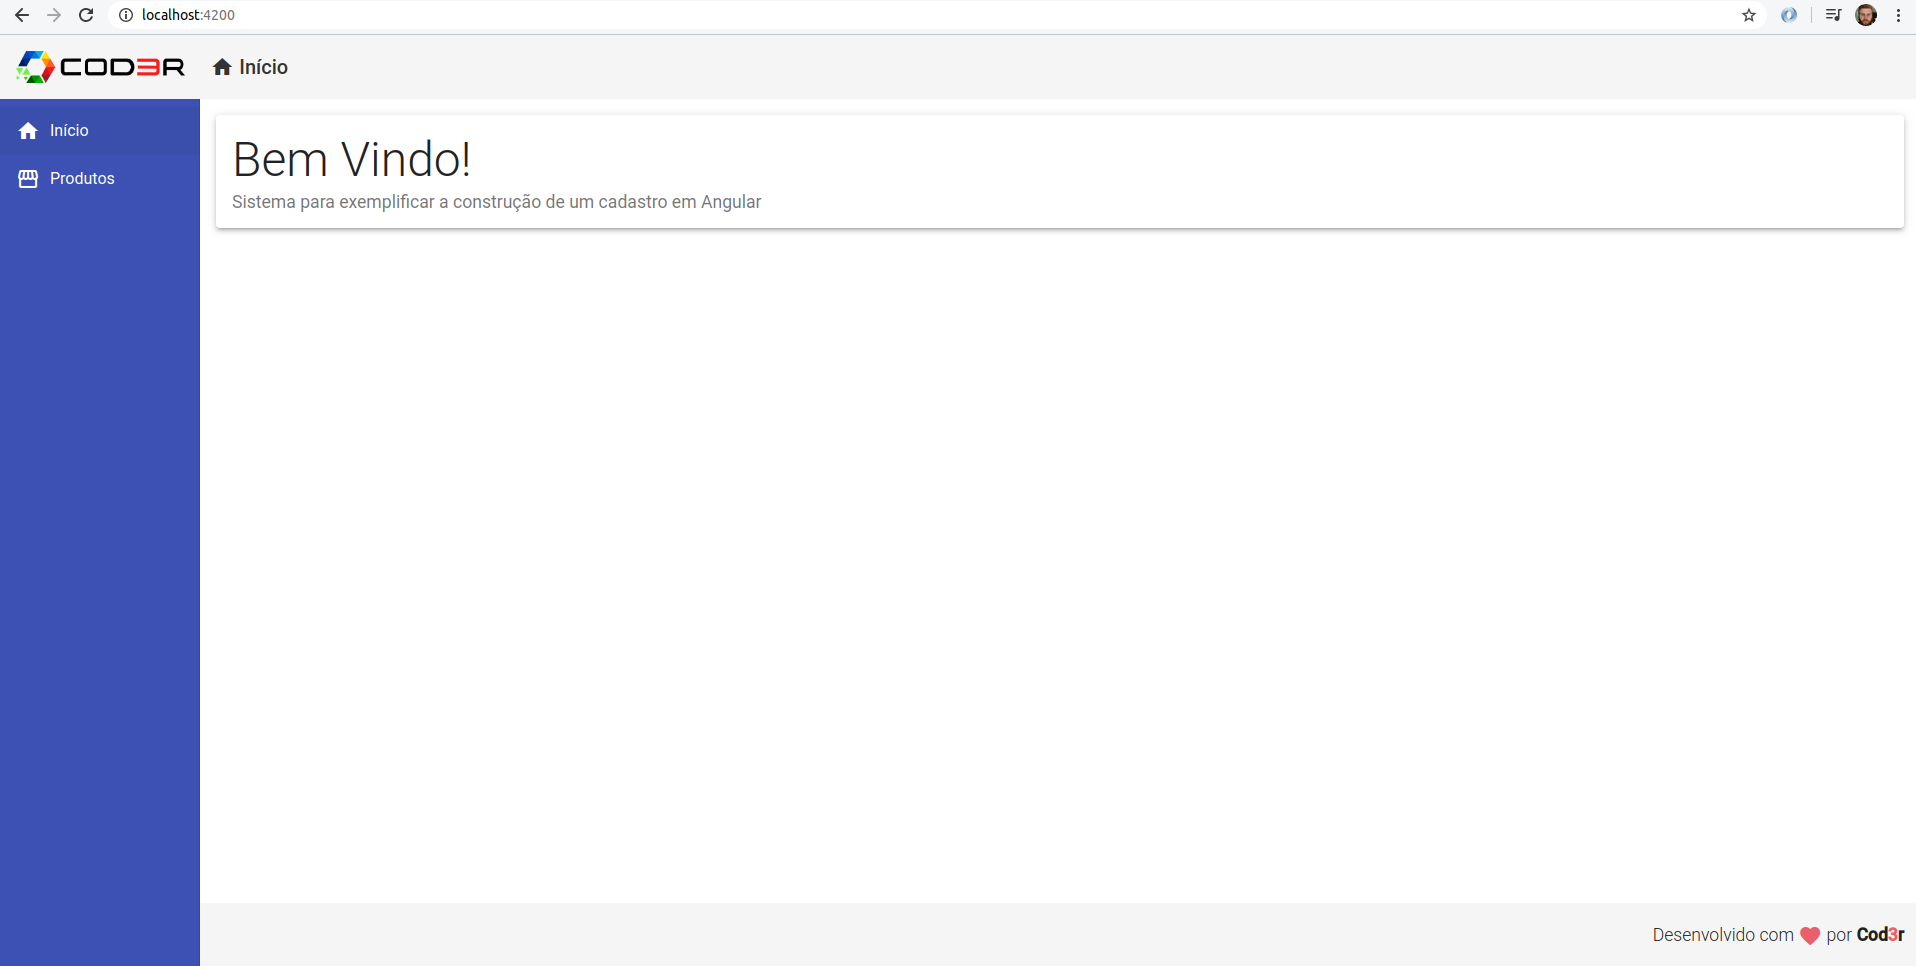 localhost:4200
COD3R
Início
Início
Produtos
Bem Vindo!
Sistema para exemplificar a construção de um cadastro em Angular
Desenvolvido com por Cod3r